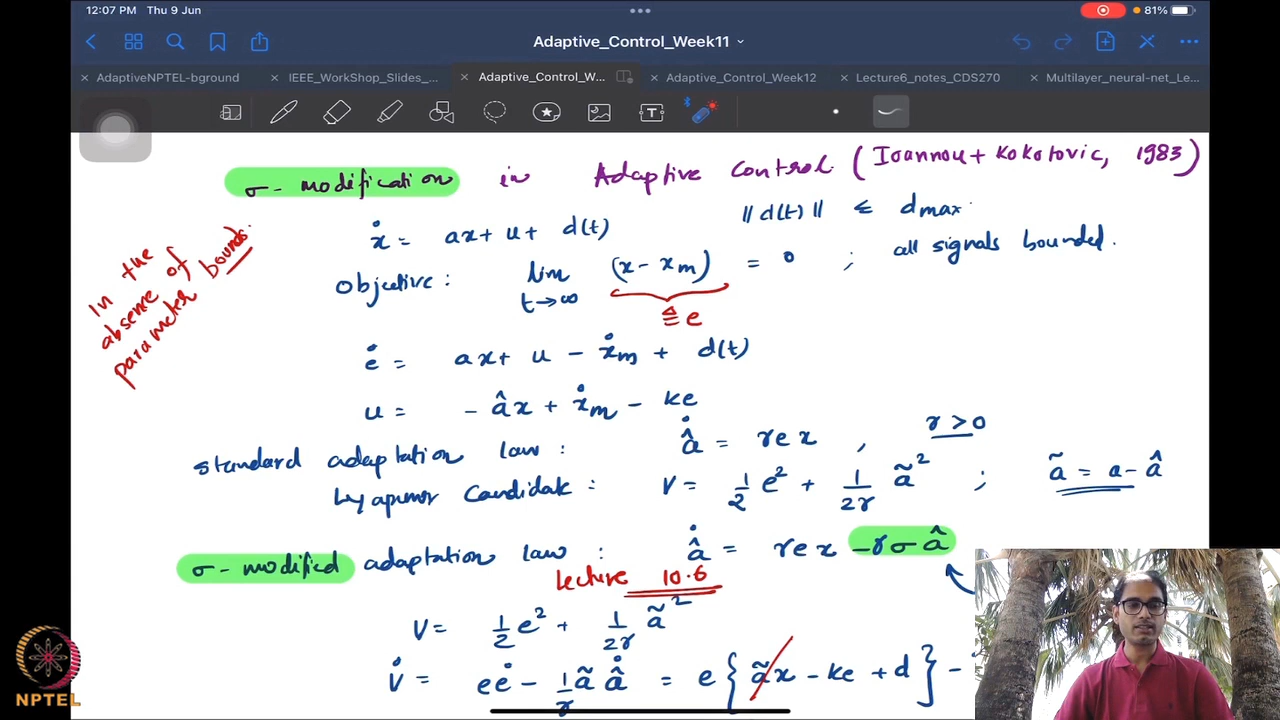 12:07 PM Thu 9 Jun
81%
Adaptive_Control_Week11
AdaptiveNPTEL-bground
IEEE_WorkShop_Slides_...
Adaptive_Control_W...
Adaptive_Control_Week12
Lecture6_notes_CDS270
Multilayer_neural-net_Le...
σ - modification in Adaptive Control (Ioannou + Kokotovic, 1983)
ẋ = ax + u + d(t) ‖d(t)‖ ≤ dmax.
Objective: lim t→∞ (x - xₘ) = 0 ; all signals bounded.
≜ e
In the absense of parameter bounds.
ė = ax + u - ẋₘ + d(t)
u = - âx + ẋₘ - ke
standard adaptation law: â̇ = γex , γ > 0
Lyapunov candidate: V = 1/2 e² + 1/2γ ã² ; ã = a - â
σ - modified adaptation law : â̇ = γex - γσâ
lecture 10.6
V = 1/2 e² + 1/2γ ã²
V̇ = eė - 1/γ ã â̇ = e { ãx - ke + d } -
NPTEL